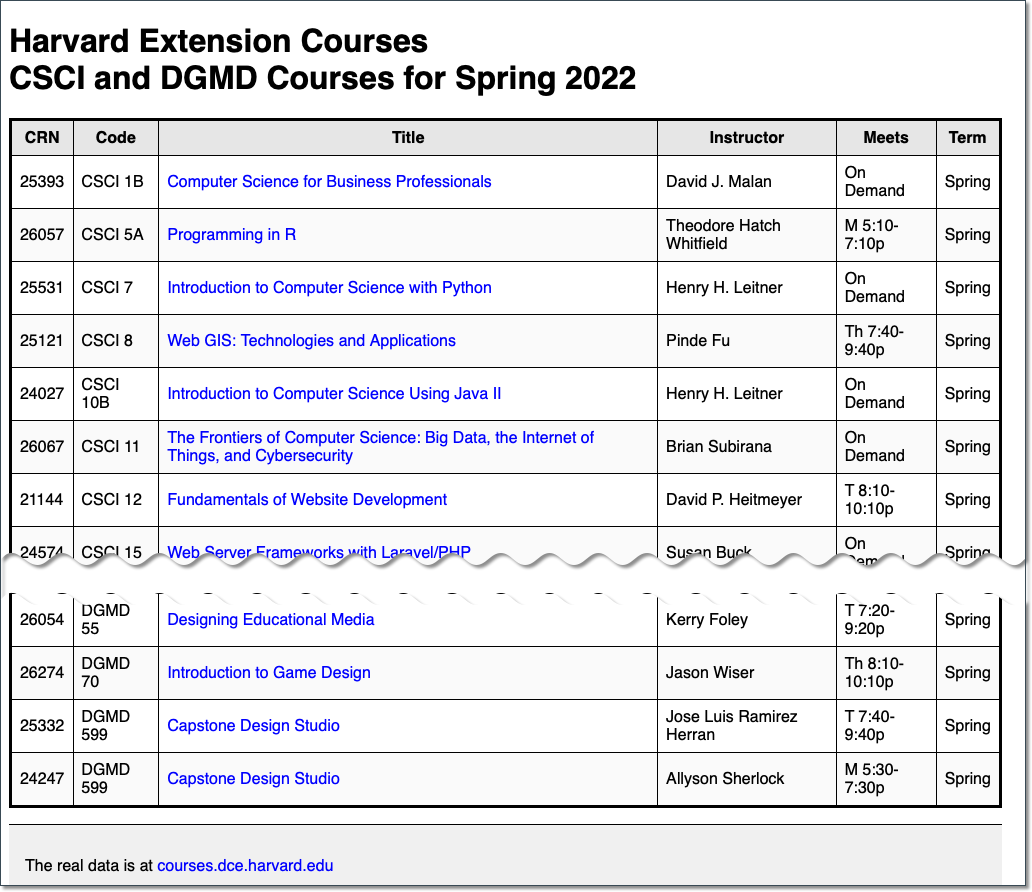 Harvard Extension Courses
CSCI and DGMD Courses for Spring 2022
CRN Code Title Instructor Meets Term
25393 CSCI 1B Computer Science for Business Professionals David J. Malan On Demand Spring
26057 CSCI 5A Programming in R Theodore Hatch Whitfield M 5:10-7:10p Spring
25531 CSCI 7 Introduction to Computer Science with Python Henry H. Leitner On Demand Spring
25121 CSCI 8 Web GIS: Technologies and Applications Pinde Fu Th 7:40-9:40p Spring
24027 CSCI 10B Introduction to Computer Science Using Java II Henry H. Leitner On Demand Spring
26067 CSCI 11 The Frontiers of Computer Science: Big Data, the Internet of Things, and Cybersecurity Brian Subirana On Demand Spring
21144 CSCI 12 Fundamentals of Website Development David P. Heitmeyer T 8:10-10:10p Spring
24574 CSCI 15 Web Server Frameworks with Laravel/PHP Susan Buck On Demand Spring
26054 DGMD 55 Designing Educational Media Kerry Foley T 7:20-9:20p Spring
26274 DGMD 70 Introduction to Game Design Jason Wiser Th 8:10-10:10p Spring
25332 DGMD 599 Capstone Design Studio Jose Luis Ramirez Herran T 7:40-9:40p Spring
24247 DGMD 599 Capstone Design Studio Allyson Sherlock M 5:30-7:30p Spring
The real data is at courses.dce.harvard.edu